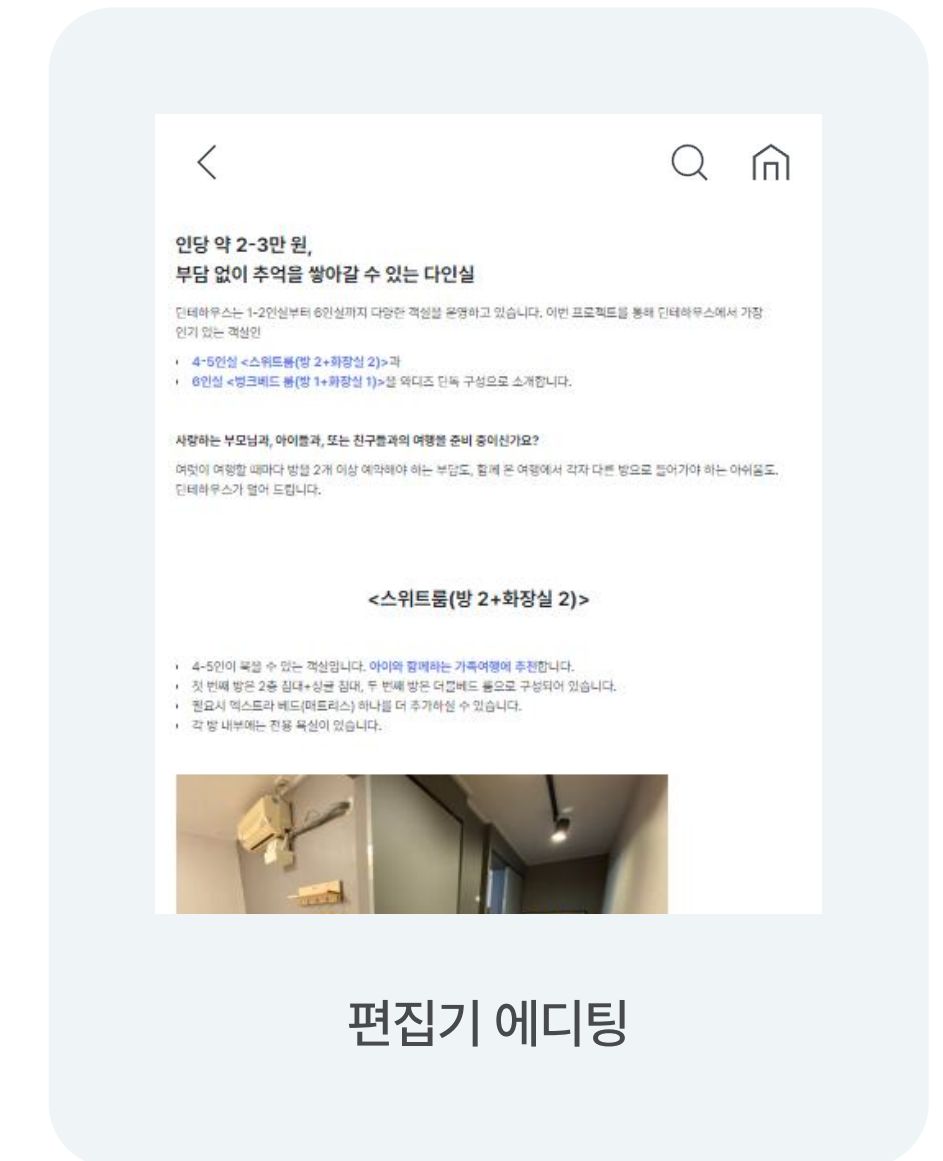 인당 약 2-3만 원,
부담 없이 추억을 쌓아갈 수 있는 다인실
딘테하우스는 1-2인실부터 6인실까지 다양한 객실을 운영하고 있습니다. 이번 프로젝트를 통해 딘테하우스에서 가장
인기 있는 객실인
• 4-5인실 <스위트룸(방 2+화장실 2)>과
• 6인실 <벙크베드 룸(방 1+화장실 1)>을 와디즈 단독 구성으로 소개합니다.
사랑하는 부모님과, 아이들과, 또는 친구들과의 여행을 준비 중이신가요?
여럿이 여행할 때마다 방을 2개 이상 예약해야 하는 부담도, 함께 온 여행에서 각자 다른 방으로 들어가야 하는 아쉬움도.
딘테하우스가 덜어 드립니다.
<스위트룸(방 2+화장실 2)>
• 4-5인이 묵을 수 있는 객실입니다. 아이와 함께하는 가족여행에 추천합니다.
• 첫 번째 방은 2층 침대+싱글 침대, 두 번째 방은 더블베드 룸으로 구성되어 있습니다.
• 필요시 엑스트라 베드(매트리스) 하나를 더 추가하실 수 있습니다.
• 각 방 내부에는 전용 욕실이 있습니다.
편집기 에디팅